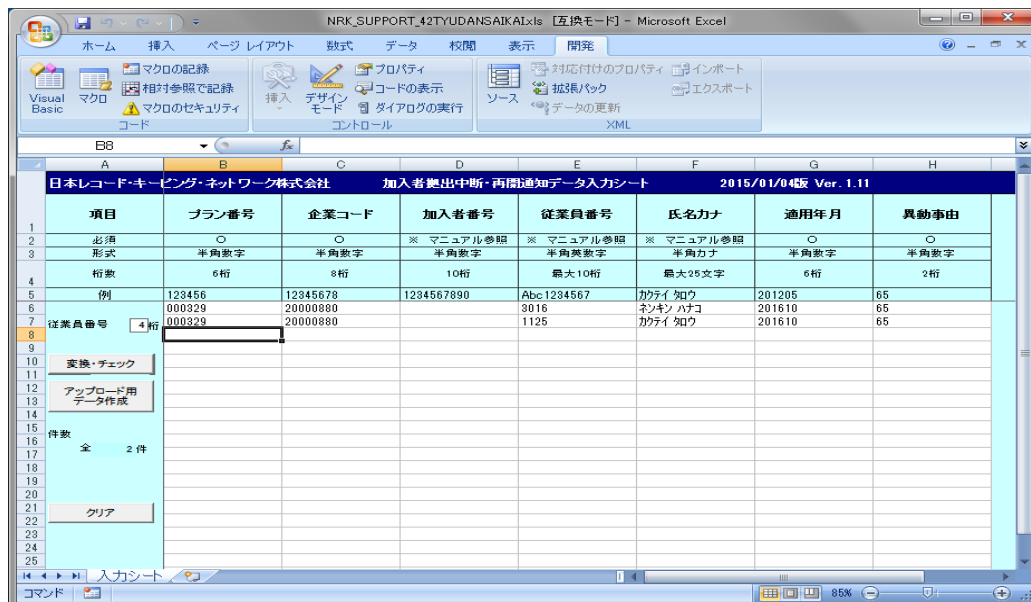 NRK_SUPPORT_42TYUDANSAIKAI.xls [互換モード] - Microsoft Excel
ホーム 挿入 ページ レイアウト 数式 データ 校閲 表示 開発
Visual Basic
マクロ
マクロの記録
相対参照で記録
マクロのセキュリティ
コード
挿入
デザイン モード
プロパティ
コードの表示
ダイアログの実行
コントロール
ソース
対応付けのプロパティ
拡張パック
データの更新
インポート
エクスポート
XML
B8 fx
A B C D E F G H
日本レコード・キーピング・ネットワーク株式会社 加入者拠出中断・再開通知データ入力シート 2015/01/04版 Ver. 1.11
1 項目 プラン番号 企業コード 加入者番号 従業員番号 氏名カナ 適用年月 異動事由
2 必須 ○ ○ ※ マニュアル参照 ※ マニュアル参照 ※ マニュアル参照 ○ ○
3 形式 半角数字 半角数字 半角数字 半角英数字 半角カナ 半角数字 半角数字
4 桁数 6桁 8桁 10桁 最大10桁 最大25文字 6桁 2桁
5 例 123456 12345678 1234567890 Abc1234567 カクテイ タロウ 201205 65
6 000329 20000880 3016 ネンキン ハナコ 201610 65
7 従業員番号 4 桁 000329 20000880 1125 カクテイ タロウ 201610 65
8
9
10 変換・チェック
11
12 アップロード用
13 データ作成
14
15 件数
16 全 2 件
17
18
19
20
21 クリア
22
23
24
25
入力シート
コマンド 85%